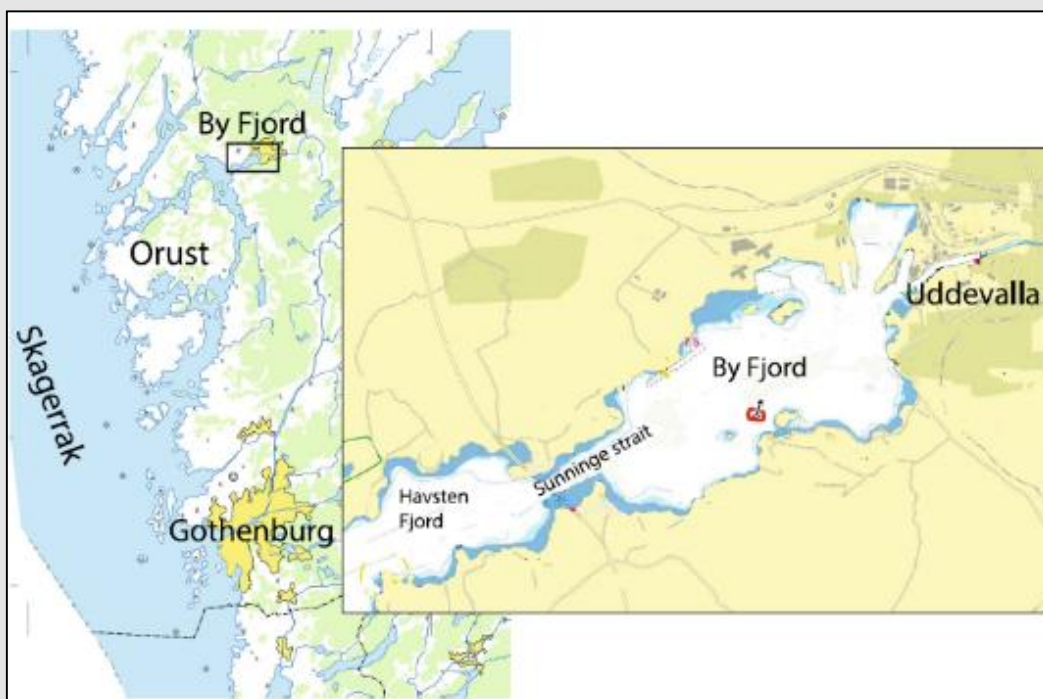 By Fjord
Orust
Skagerrak
Gothenburg
Uddevalla
By Fjord
Sunninge strait
Havsten
Fjord